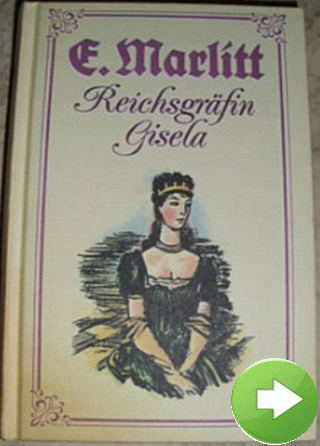 E. Marlitt
Reichsgräfin
Gisela